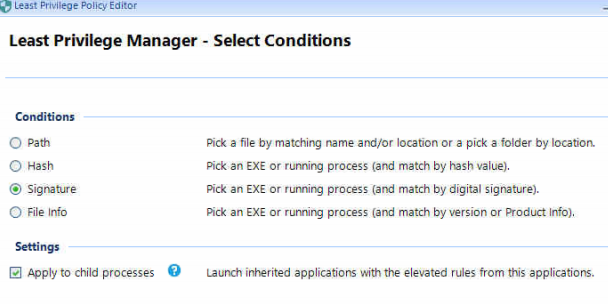 Least Privilege Policy Editor
Least Privilege Manager - Select Conditions
Conditions
Path Pick a file by matching name and/or location or a pick a folder by location.
Hash Pick an EXE or running process (and match by hash value).
Signature Pick an EXE or running process (and match by digital signature).
File Info Pick an EXE or running process (and match by version or Product Info).
Settings
Apply to child processes ? Launch inherited applications with the elevated rules from this applications.